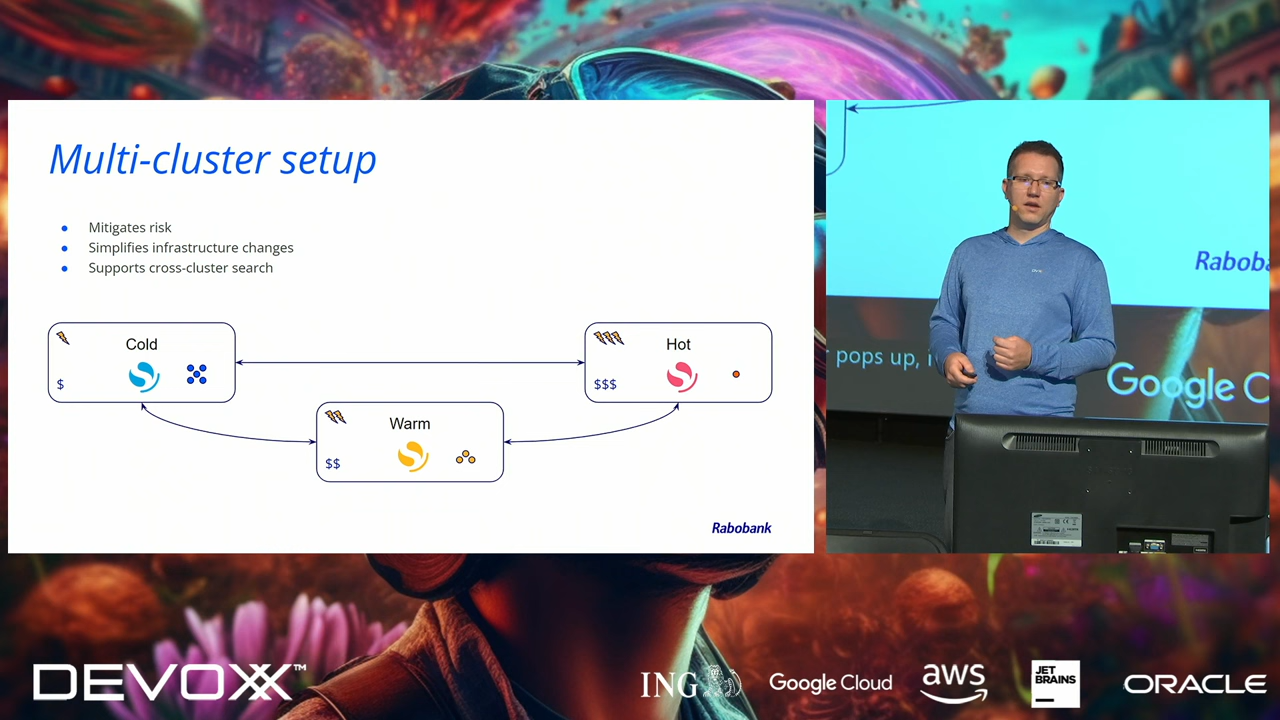 Multi-cluster setup
Mitigates risk
Simplifies infrastructure changes
Supports cross-cluster search
Cold
$
Hot
$$$
Warm
$$
Rabobank
Raboba
pops up, i
Google C
DEVOXX™
ING
Google Cloud
aws
JET
BRAINS
ORACLE